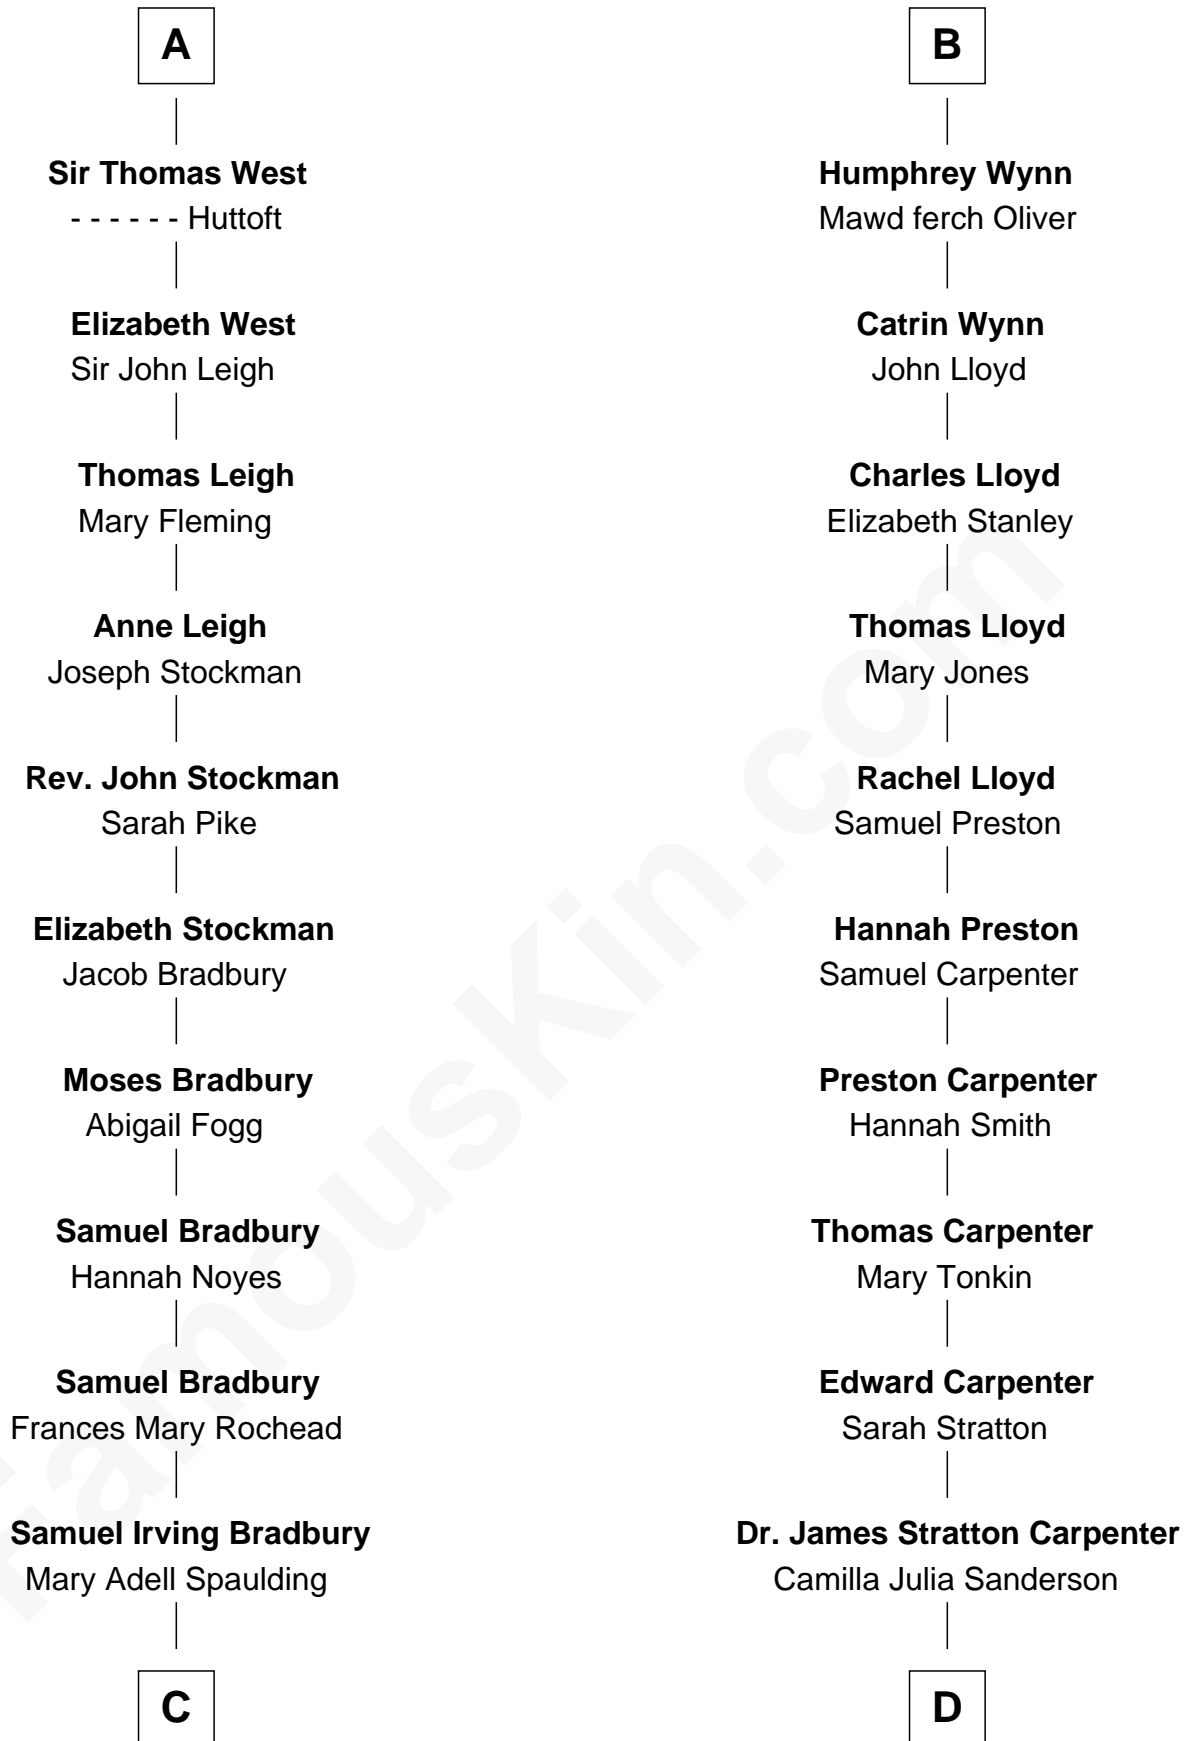 A
Sir Thomas West
- - - - - - Huttoft
Elizabeth West
Sir John Leigh
Thomas Leigh
Mary Fleming
Anne Leigh
Joseph Stockman
Rev. John Stockman
Sarah Pike
Elizabeth Stockman
Jacob Bradbury
Moses Bradbury
Abigail Fogg
Samuel Bradbury
Hannah Noyes
Samuel Bradbury
Frances Mary Rochead
Samuel Irving Bradbury
Mary Adell Spaulding
C
B
Humphrey Wynn
Mawd ferch Oliver
Catrin Wynn
John Lloyd
Charles Lloyd
Elizabeth Stanley
Thomas Lloyd
Mary Jones
Rachel Lloyd
Samuel Preston
Hannah Preston
Samuel Carpenter
Preston Carpenter
Hannah Smith
Thomas Carpenter
Mary Tonkin
Edward Carpenter
Sarah Stratton
Dr. James Stratton Carpenter
Camilla Julia Sanderson
D
FamousKin.com